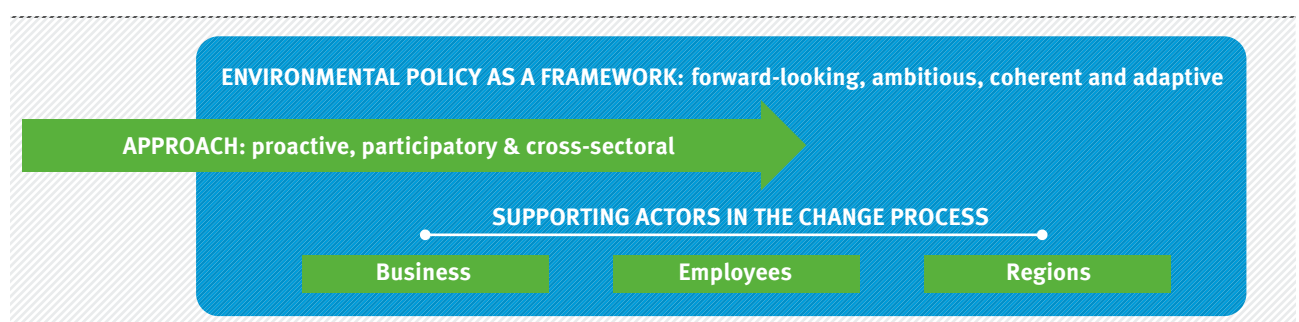 ENVIRONMENTAL POLICY AS A FRAMEWORK: forward-looking, ambitious, coherent and adaptive
APPROACH: proactive, participatory & cross-sectoral
SUPPORTING ACTORS IN THE CHANGE PROCESS
Business
Employees
Regions